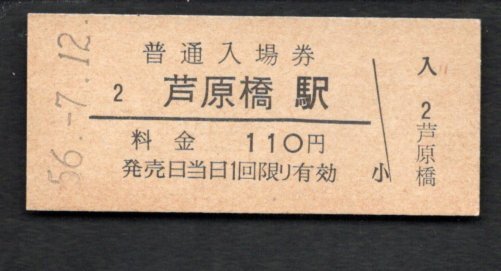 56.-7.12.
普通入場券
2 芦原橋 駅
料金 110円
発売日当日1回限り有効
小
入
2
芦原橋